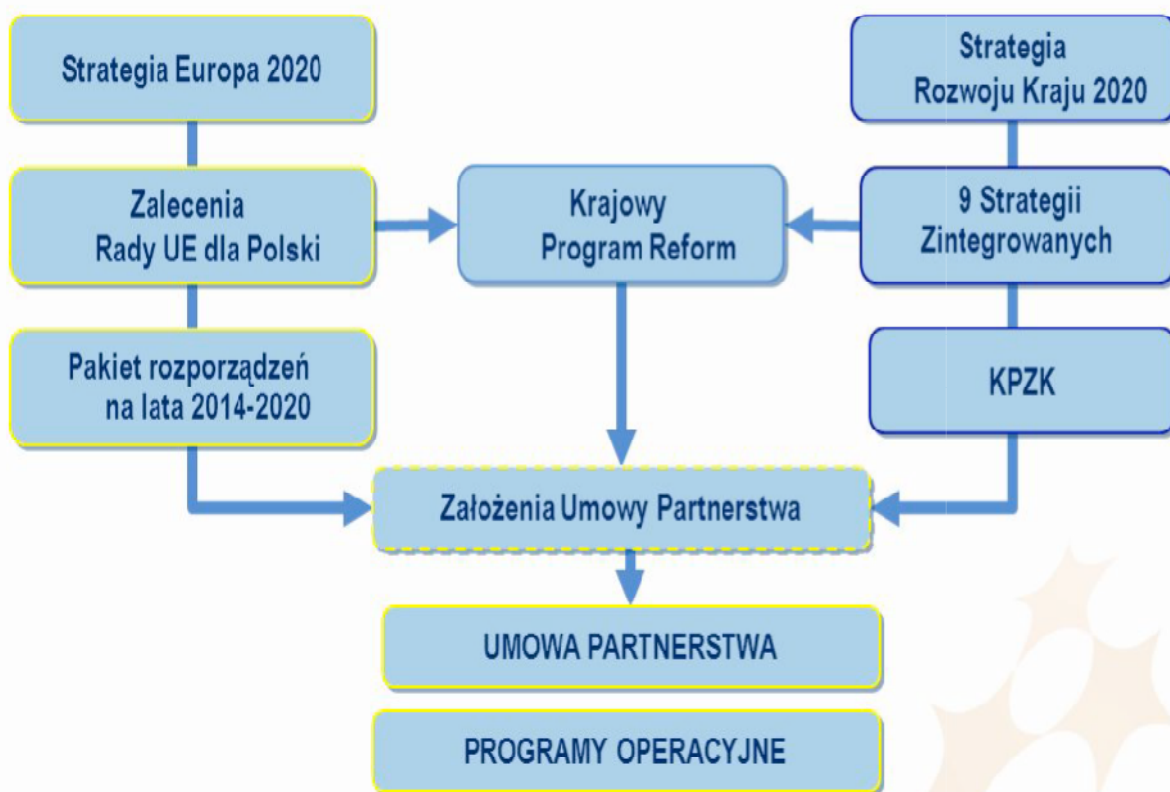 Strategia Europa 2020
Strategia
Rozwoju Kraju 2020
Zalecenia
Rady UE dla Polski
Krajowy
Program Reform
9 Strategii
Zintegrowanych
Pakiet rozporządzeń
na lata 2014-2020
KPZK
Założenia Umowy Partnerstwa
UMOWA PARTNERSTWA
PROGRAMY OPERACYJNE